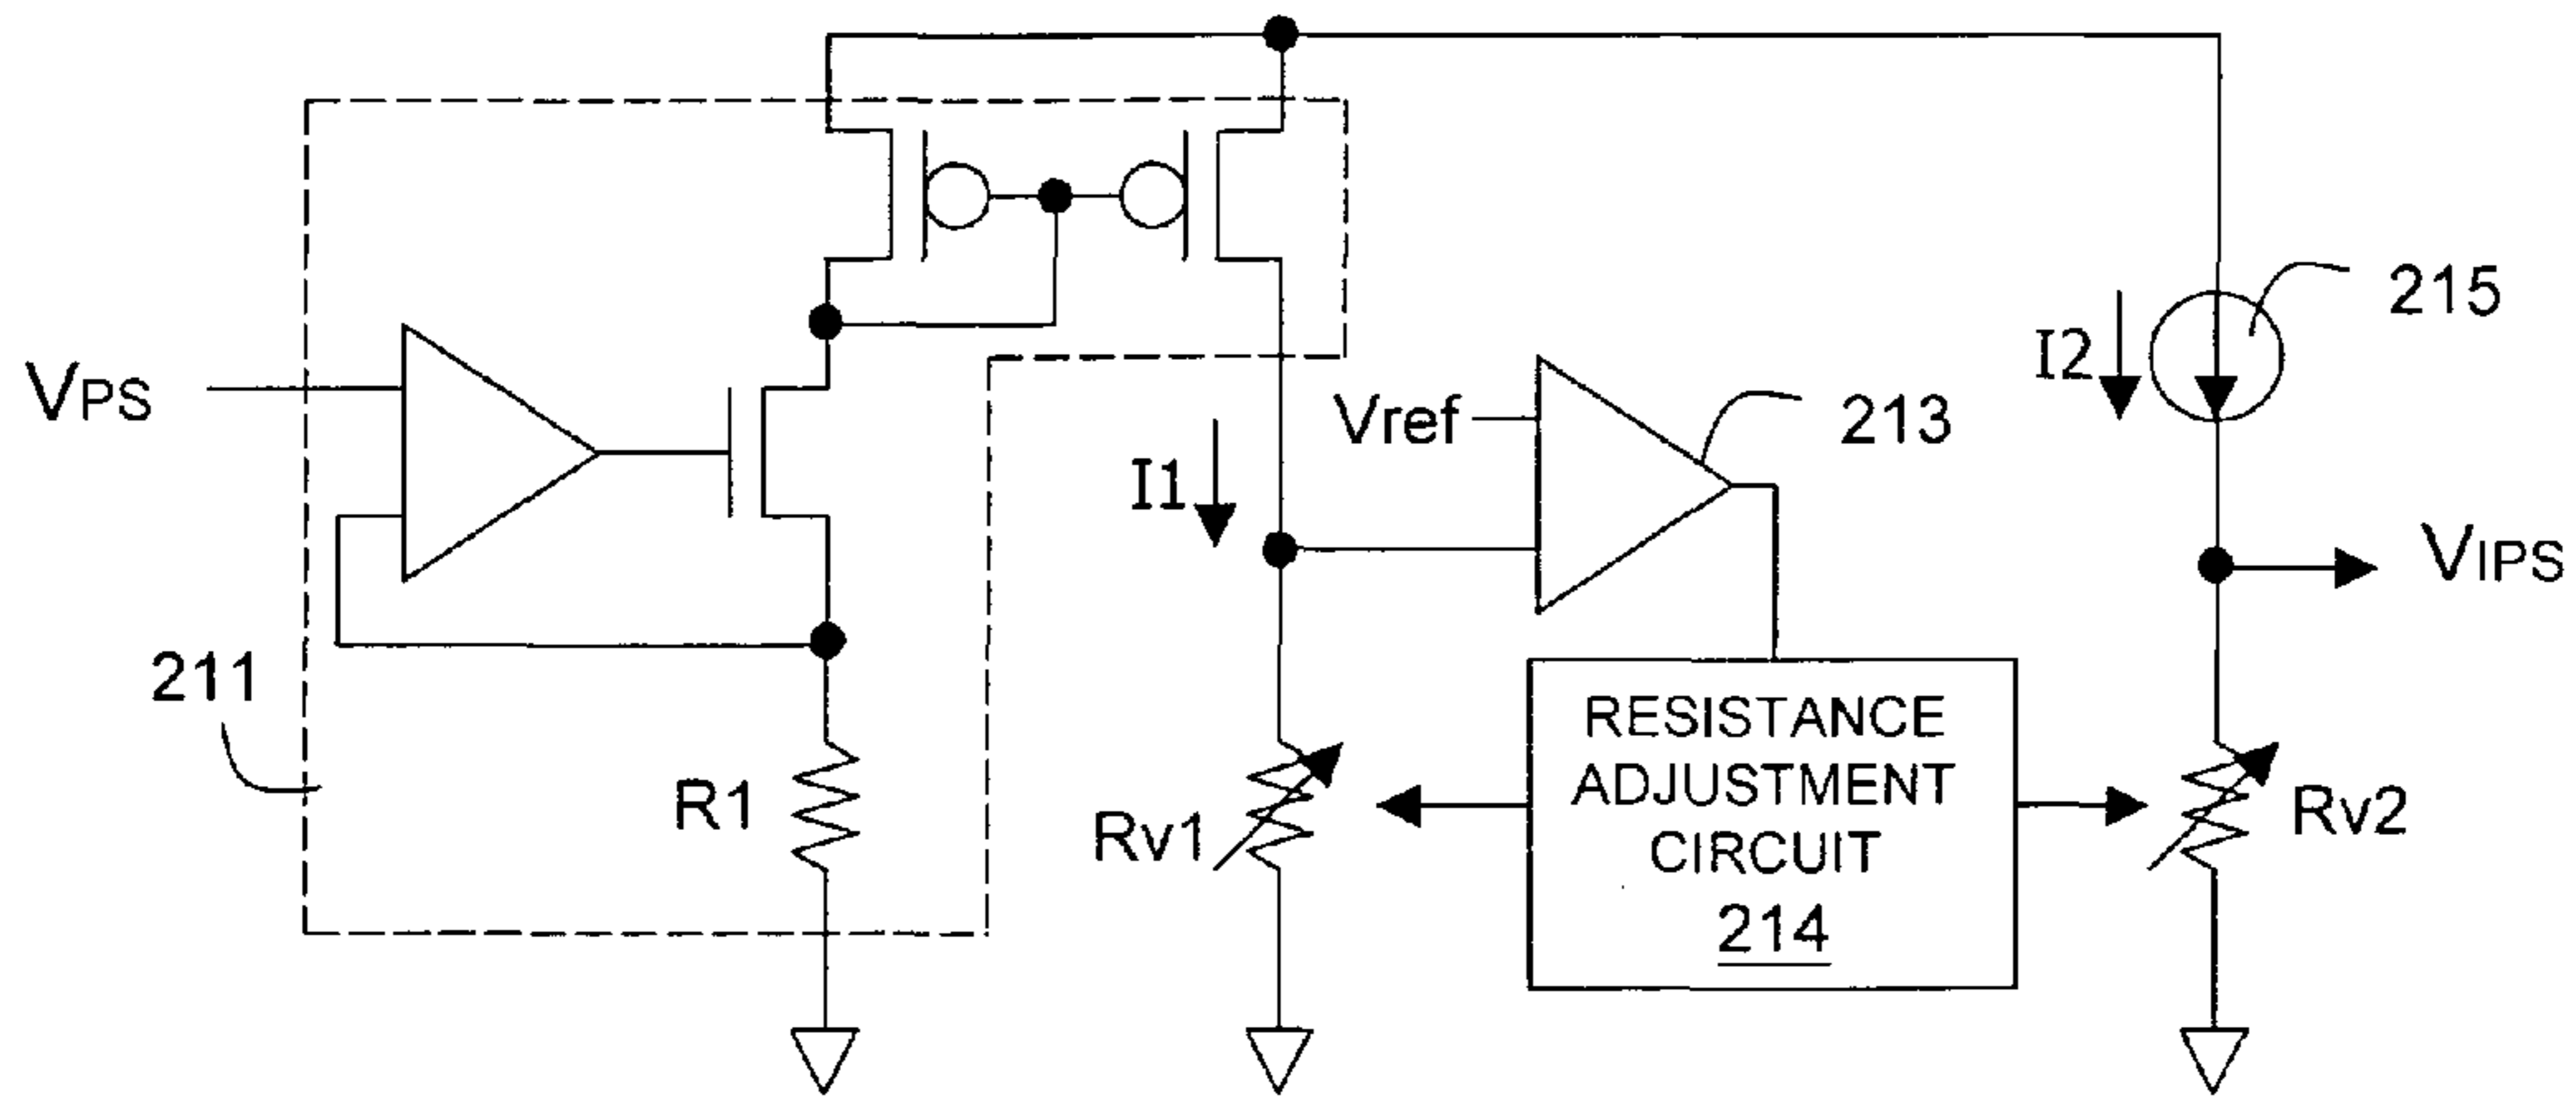 215
I2
VPS
Vref
213
I1
VIPS
211
R1
Rv1
RESISTANCE
ADJUSTMENT
CIRCUIT
214
Rv2